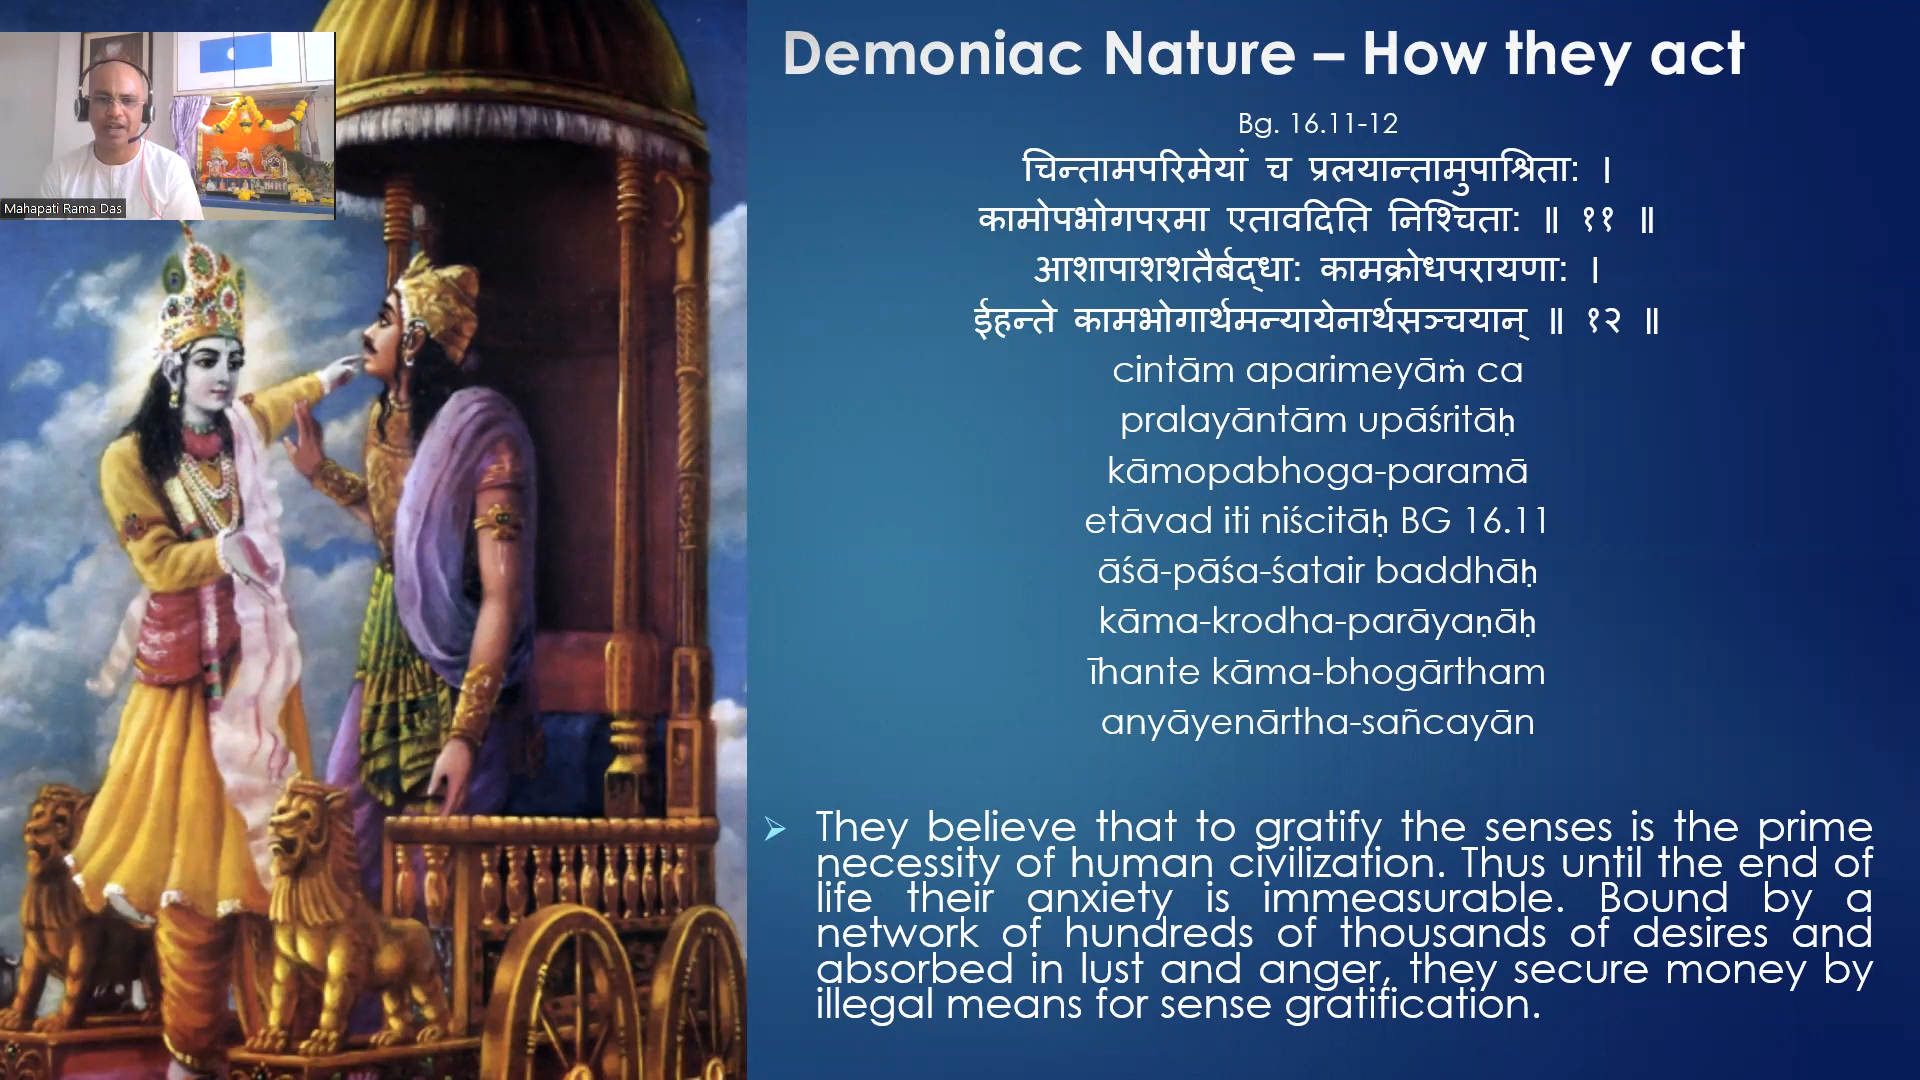 Mahapati Rama Das
Demoniac Nature – How they act
Bg. 16.11-12
चिन्तामपरिमेयां च प्रलयान्तामुपाश्रिता: ।
कामोपभोगपरमा एतावदिति निश्चिता: ॥ ११ ॥
आशापाशशतैर्बद्धा: कामक्रोधपरायणा: ।
ईहन्ते कामभोगार्थमन्यायेनार्थसञ्चयान् ॥ १२ ॥
cintām aparimeyāṁ ca
pralayāntām upāśritāḥ
kāmopabhoga-paramā
etāvad iti niścitāḥ BG 16.11
āśā-pāśa-śatair baddhāḥ
kāma-krodha-parāyaṇāḥ
īhante kāma-bhogārtham
anyāyenārtha-sañcayān
They believe that to gratify the senses is the prime
necessity of human civilization. Thus until the end of
life their anxiety is immeasurable. Bound by a
network of hundreds of thousands of desires and
absorbed in lust and anger, they secure money by
illegal means for sense gratification.